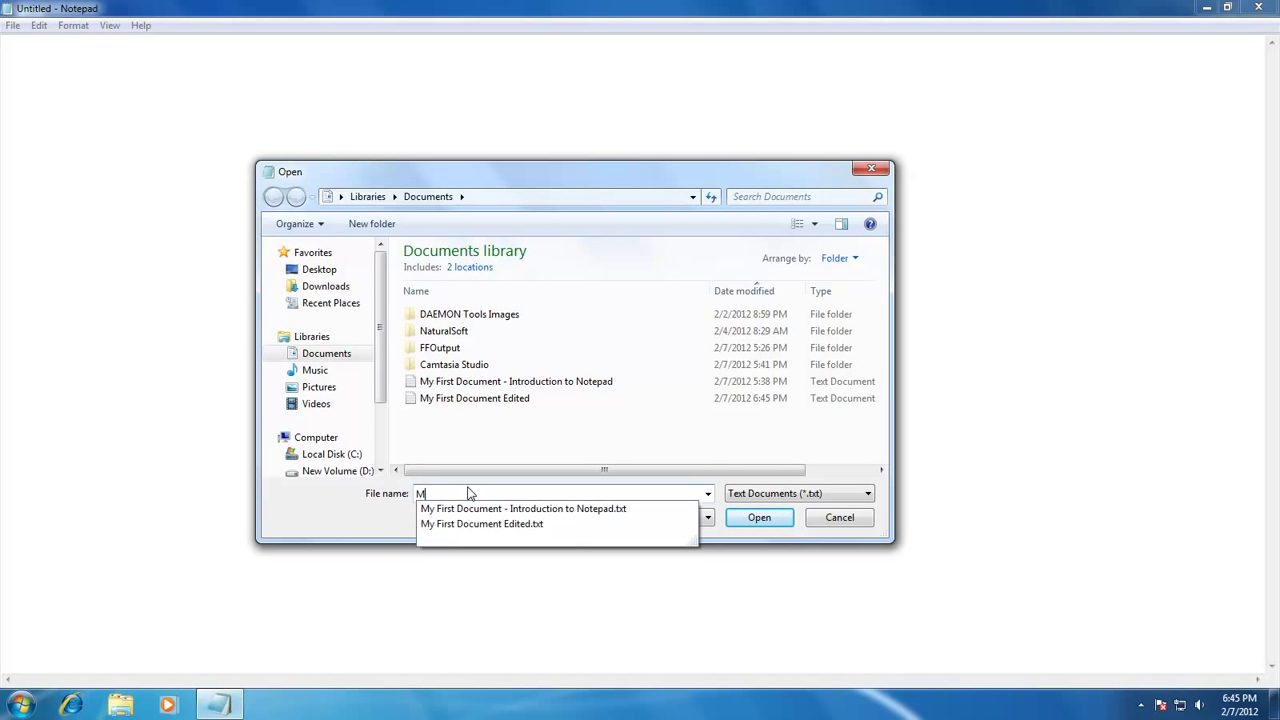 Untitled - Notepad
File Edit Format View Help
Open
Libraries Documents
Search Documents
Organize New folder
Documents library
Includes: 2 locations
Arrange by: Folder
Name Date modified Type
Favorites
Desktop
Downloads
Recent Places
Libraries
Documents
Music
Pictures
Videos
Computer
Local Disk (C:)
New Volume (D:)
DAEMON Tools Images 2/2/2012 8:59 PM File folder
NaturalSoft 2/4/2012 8:29 AM File folder
FFOutput 2/7/2012 5:26 PM File folder
Camtasia Studio 2/7/2012 5:41 PM File folder
My First Document - Introduction to Notepad 2/7/2012 5:38 PM Text Document
My First Document Edited 2/7/2012 6:45 PM Text Document
File name: M
Text Documents (*.txt)
My First Document - Introduction to Notepad.txt
My First Document Edited.txt
Open Cancel
6:45 PM
2/7/2012